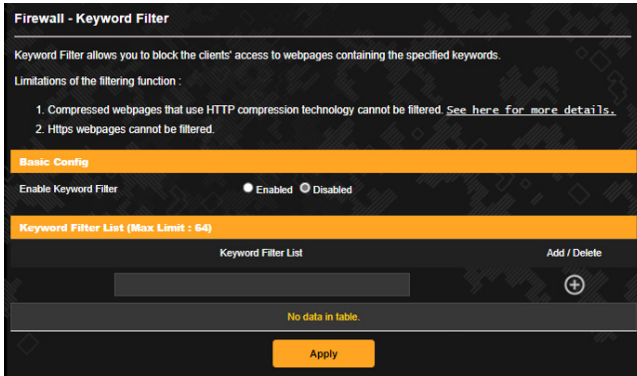 Firewall - Keyword Filter
Keyword Filter allows you to block the clients' access to webpages containing the specified keywords.
Limitations of the filtering function :
1. Compressed webpages that use HTTP compression technology cannot be filtered. See here for more details.
2. Https webpages cannot be filtered.
Basic Config
Enable Keyword Filter Enabled Disabled
Keyword Filter List (Max Limit : 64)
Keyword Filter List Add / Delete
No data in table.
Apply